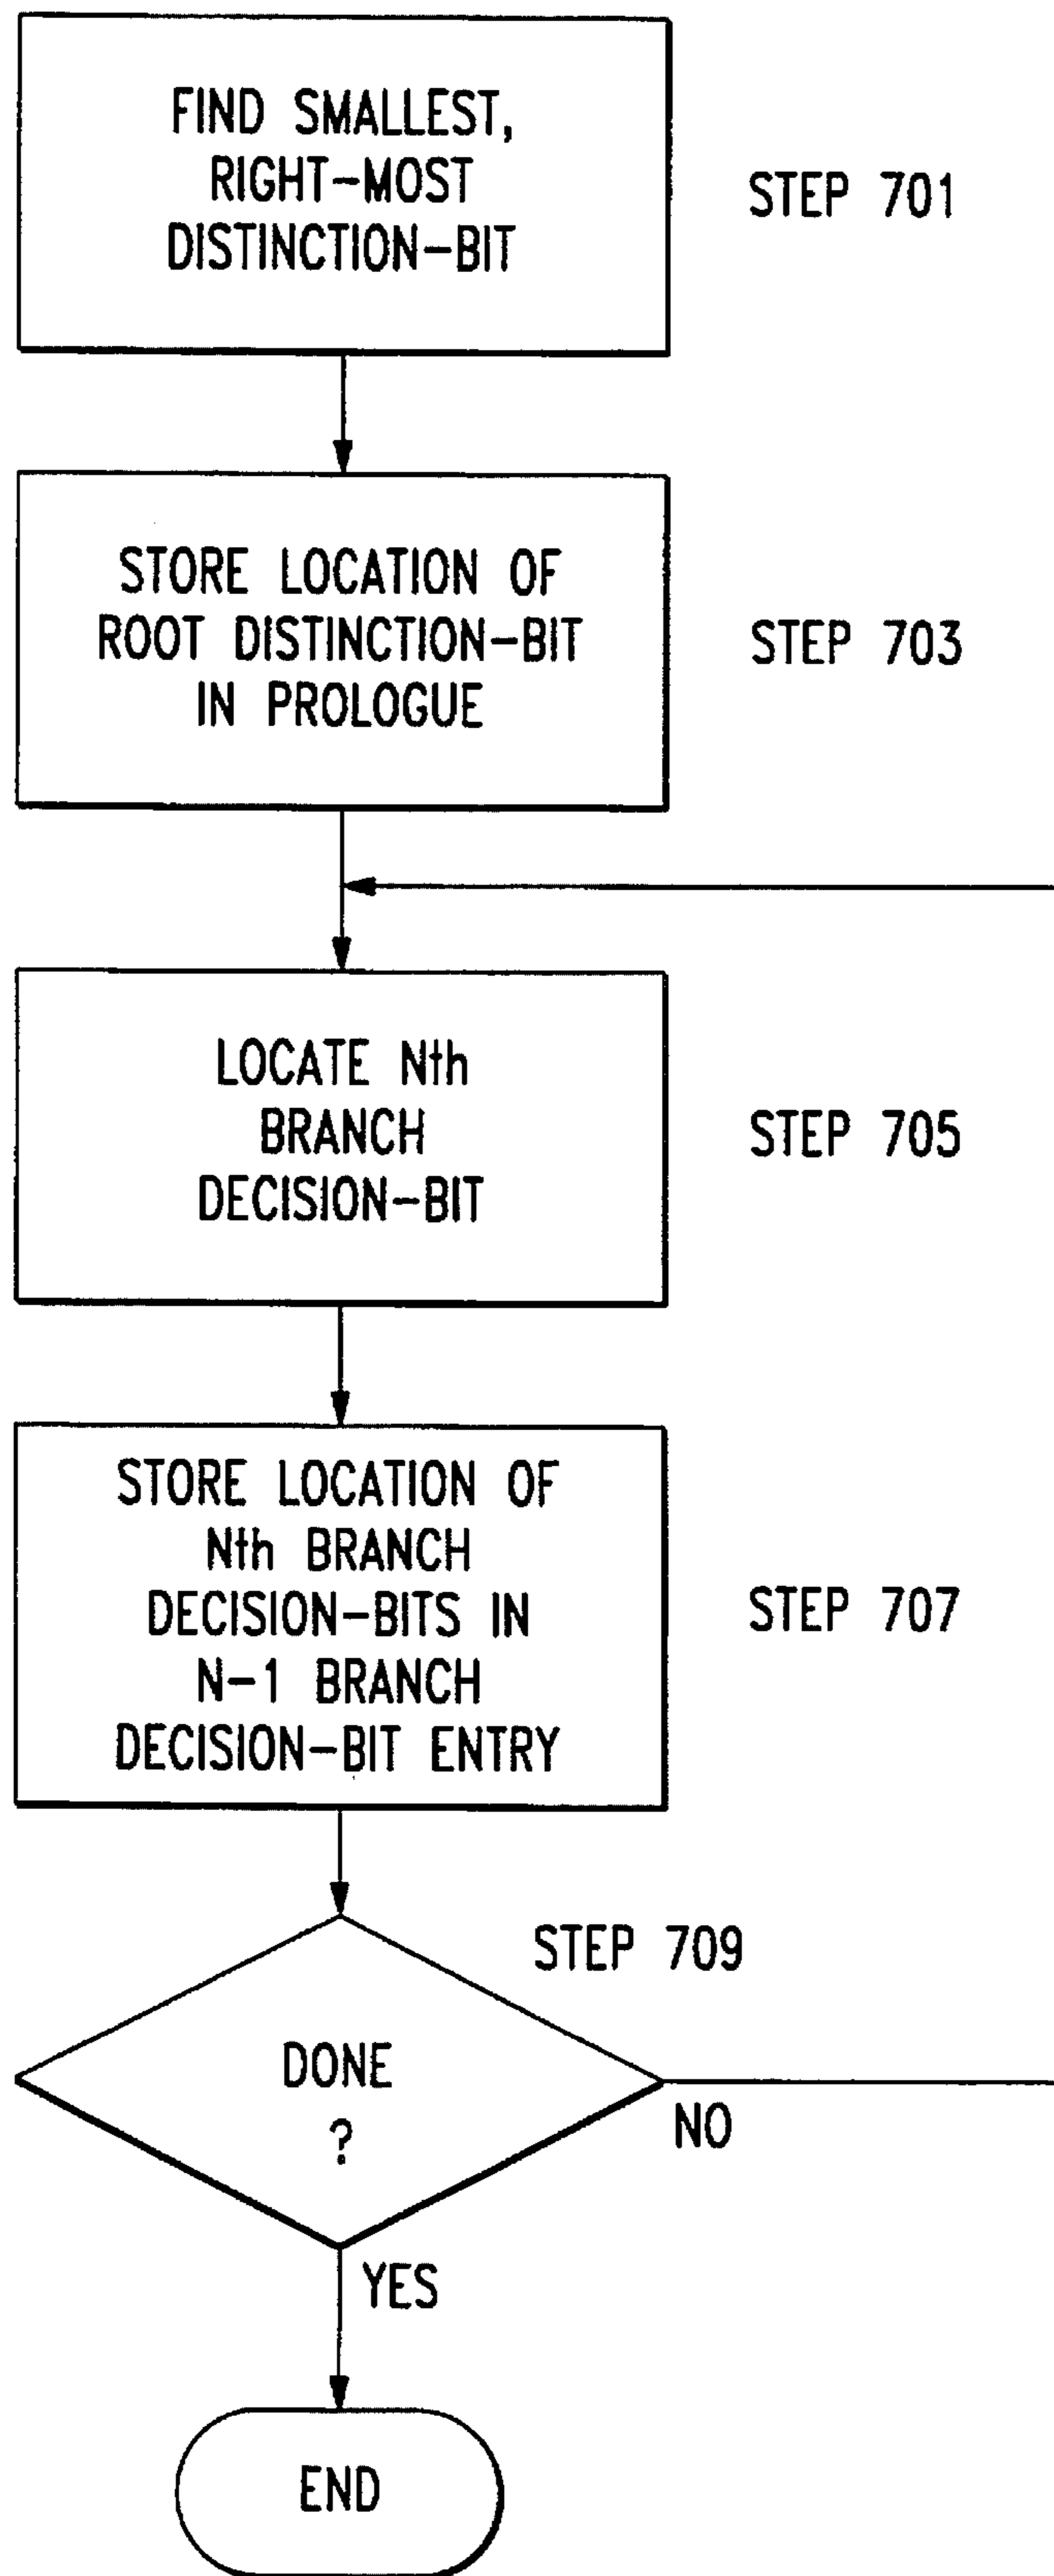 FIND SMALLEST,
RIGHT-MOST
DISTINCTION-BIT
STEP 701
STORE LOCATION OF
ROOT DISTINCTION-BIT
IN PROLOGUE
STEP 703
LOCATE Nth
BRANCH
DECISION-BIT
STEP 705
STORE LOCATION OF
Nth BRANCH
DECISION-BITS IN
N-1 BRANCH
DECISION-BIT ENTRY
STEP 707
STEP 709
DONE
?
NO
YES
END